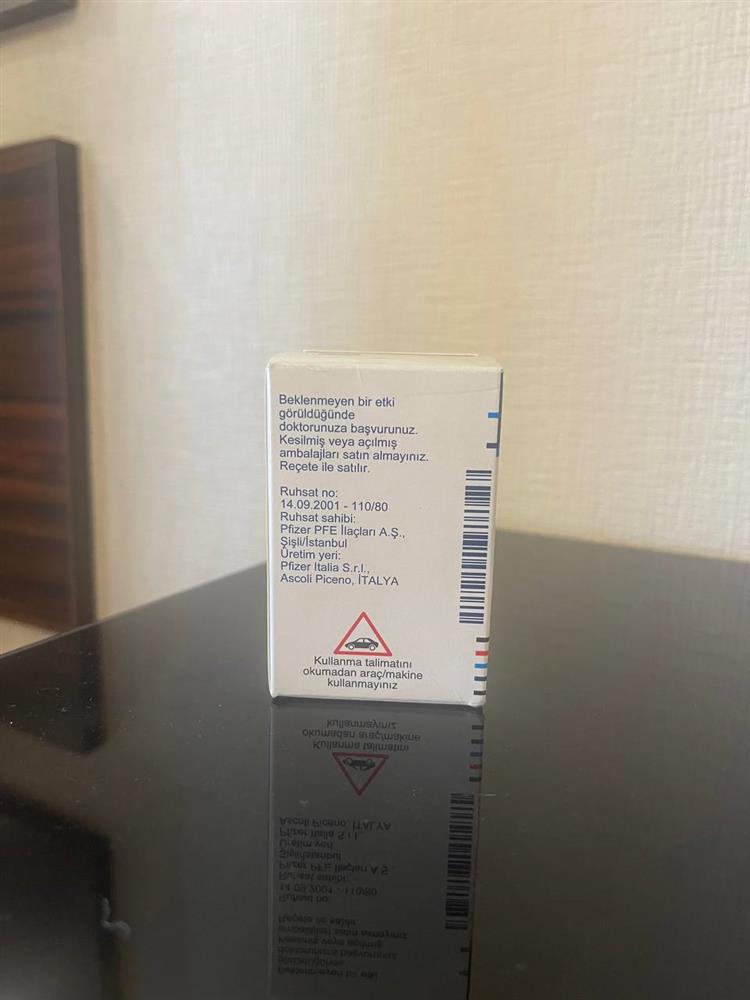 Beklenmeyen bir etki
görüldüğünde
doktorunuza başvurunuz.
Kesilmiş veya açılmış
ambalajları satın almayınız.
Reçete ile satılır.
Ruhsat no:
14.09.2001 - 110/80
Ruhsat sahibi:
Pfizer PFE İlaçları A.Ş.,
Şişli/İstanbul
Üretim yeri:
Pfizer Italia S.r.l.,
Ascoli Piceno, İTALYA
Kullanma talimatını
okumadan araç/makine
kullanmayınız